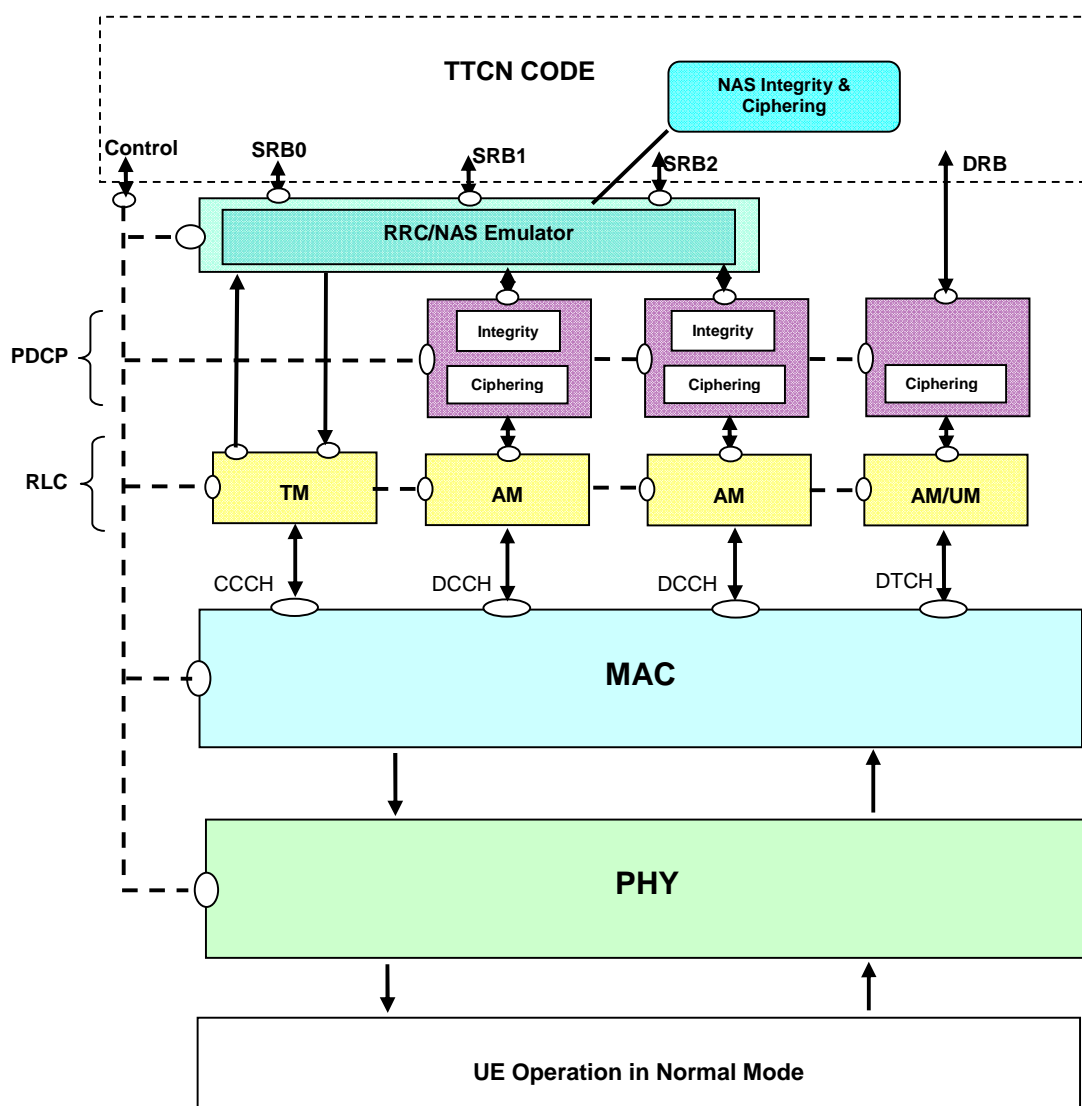 TTCN CODE
NAS Integrity &
Ciphering
Control
SRB0
SRB1
SRB2
DRB
RRC/NAS Emulator
PDCP
Integrity
Ciphering
Integrity
Ciphering
Ciphering
RLC
TM
AM
AM
AM/UM
CCCH
DCCH
DCCH
DTCH
MAC
PHY
UE Operation in Normal Mode